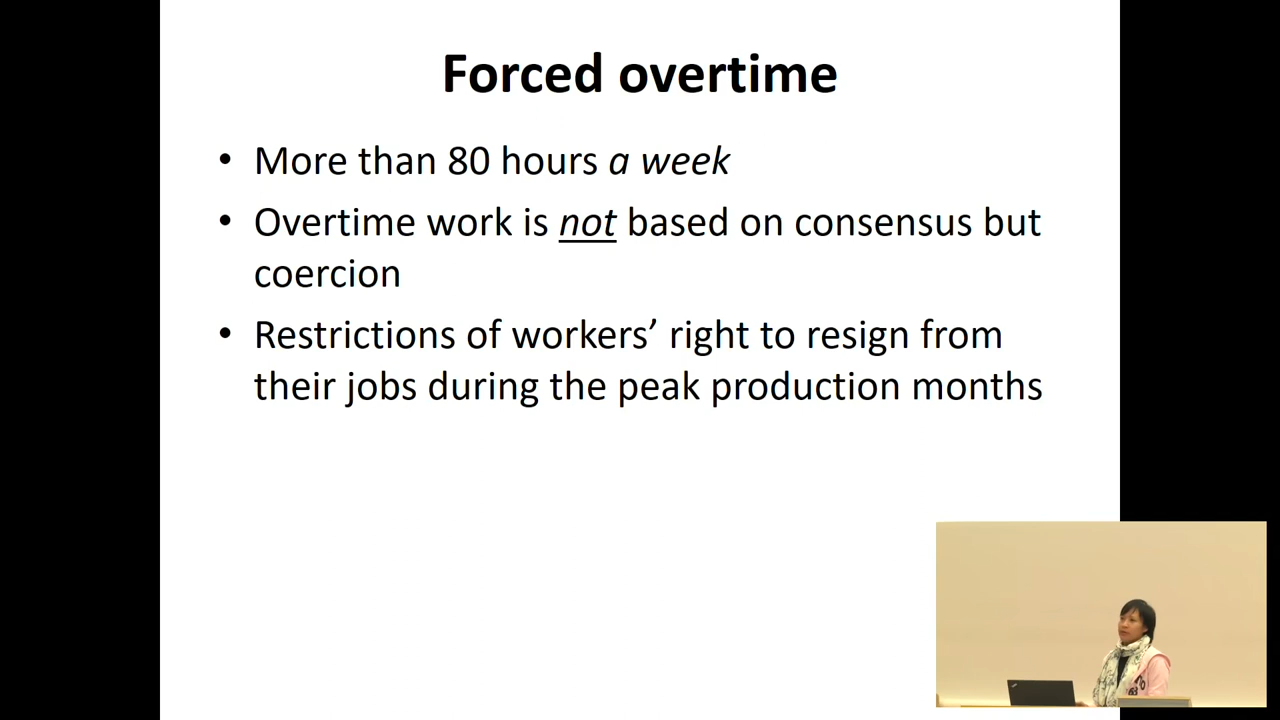 Forced overtime
• More than 80 hours a week
• Overtime work is not based on consensus but
coercion
• Restrictions of workers’ right to resign from
their jobs during the peak production months